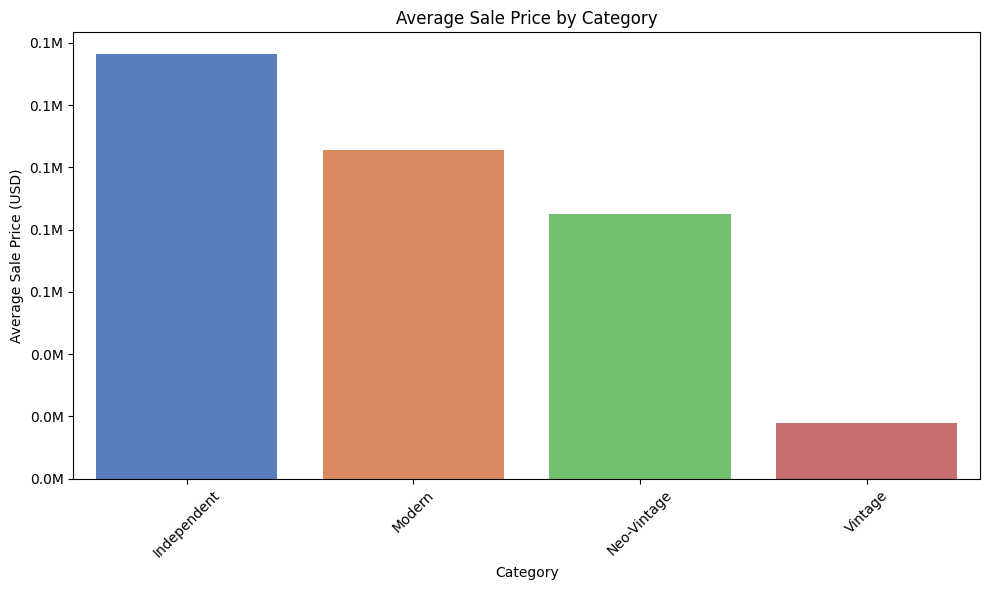 Average Sale Price by Category
Average Sale Price (USD)
0.1M
0.1M
0.1M
0.1M
0.1M
0.0M
0.0M
0.0M
Independent
Modern
Neo-Vintage
Vintage
Category